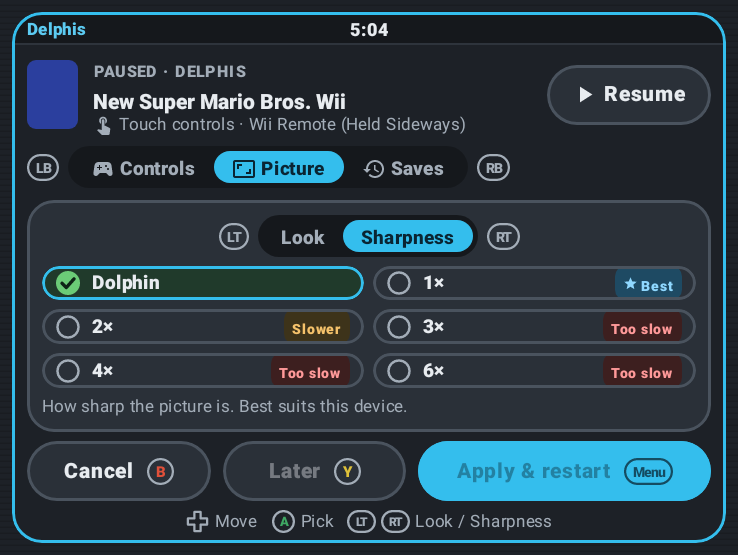 Delphis 5:04
PAUSED · DELPHIS
New Super Mario Bros. Wii
Touch controls · Wii Remote (Held Sideways)
Resume
LB Controls Picture Saves RB
LT Look Sharpness RT
Dolphin
1× Best
2× Slower
3× Too slow
4× Too slow
6× Too slow
How sharp the picture is. Best suits this device.
Cancel B Later Y Apply & restart Menu
Move A Pick LT RT Look / Sharpness